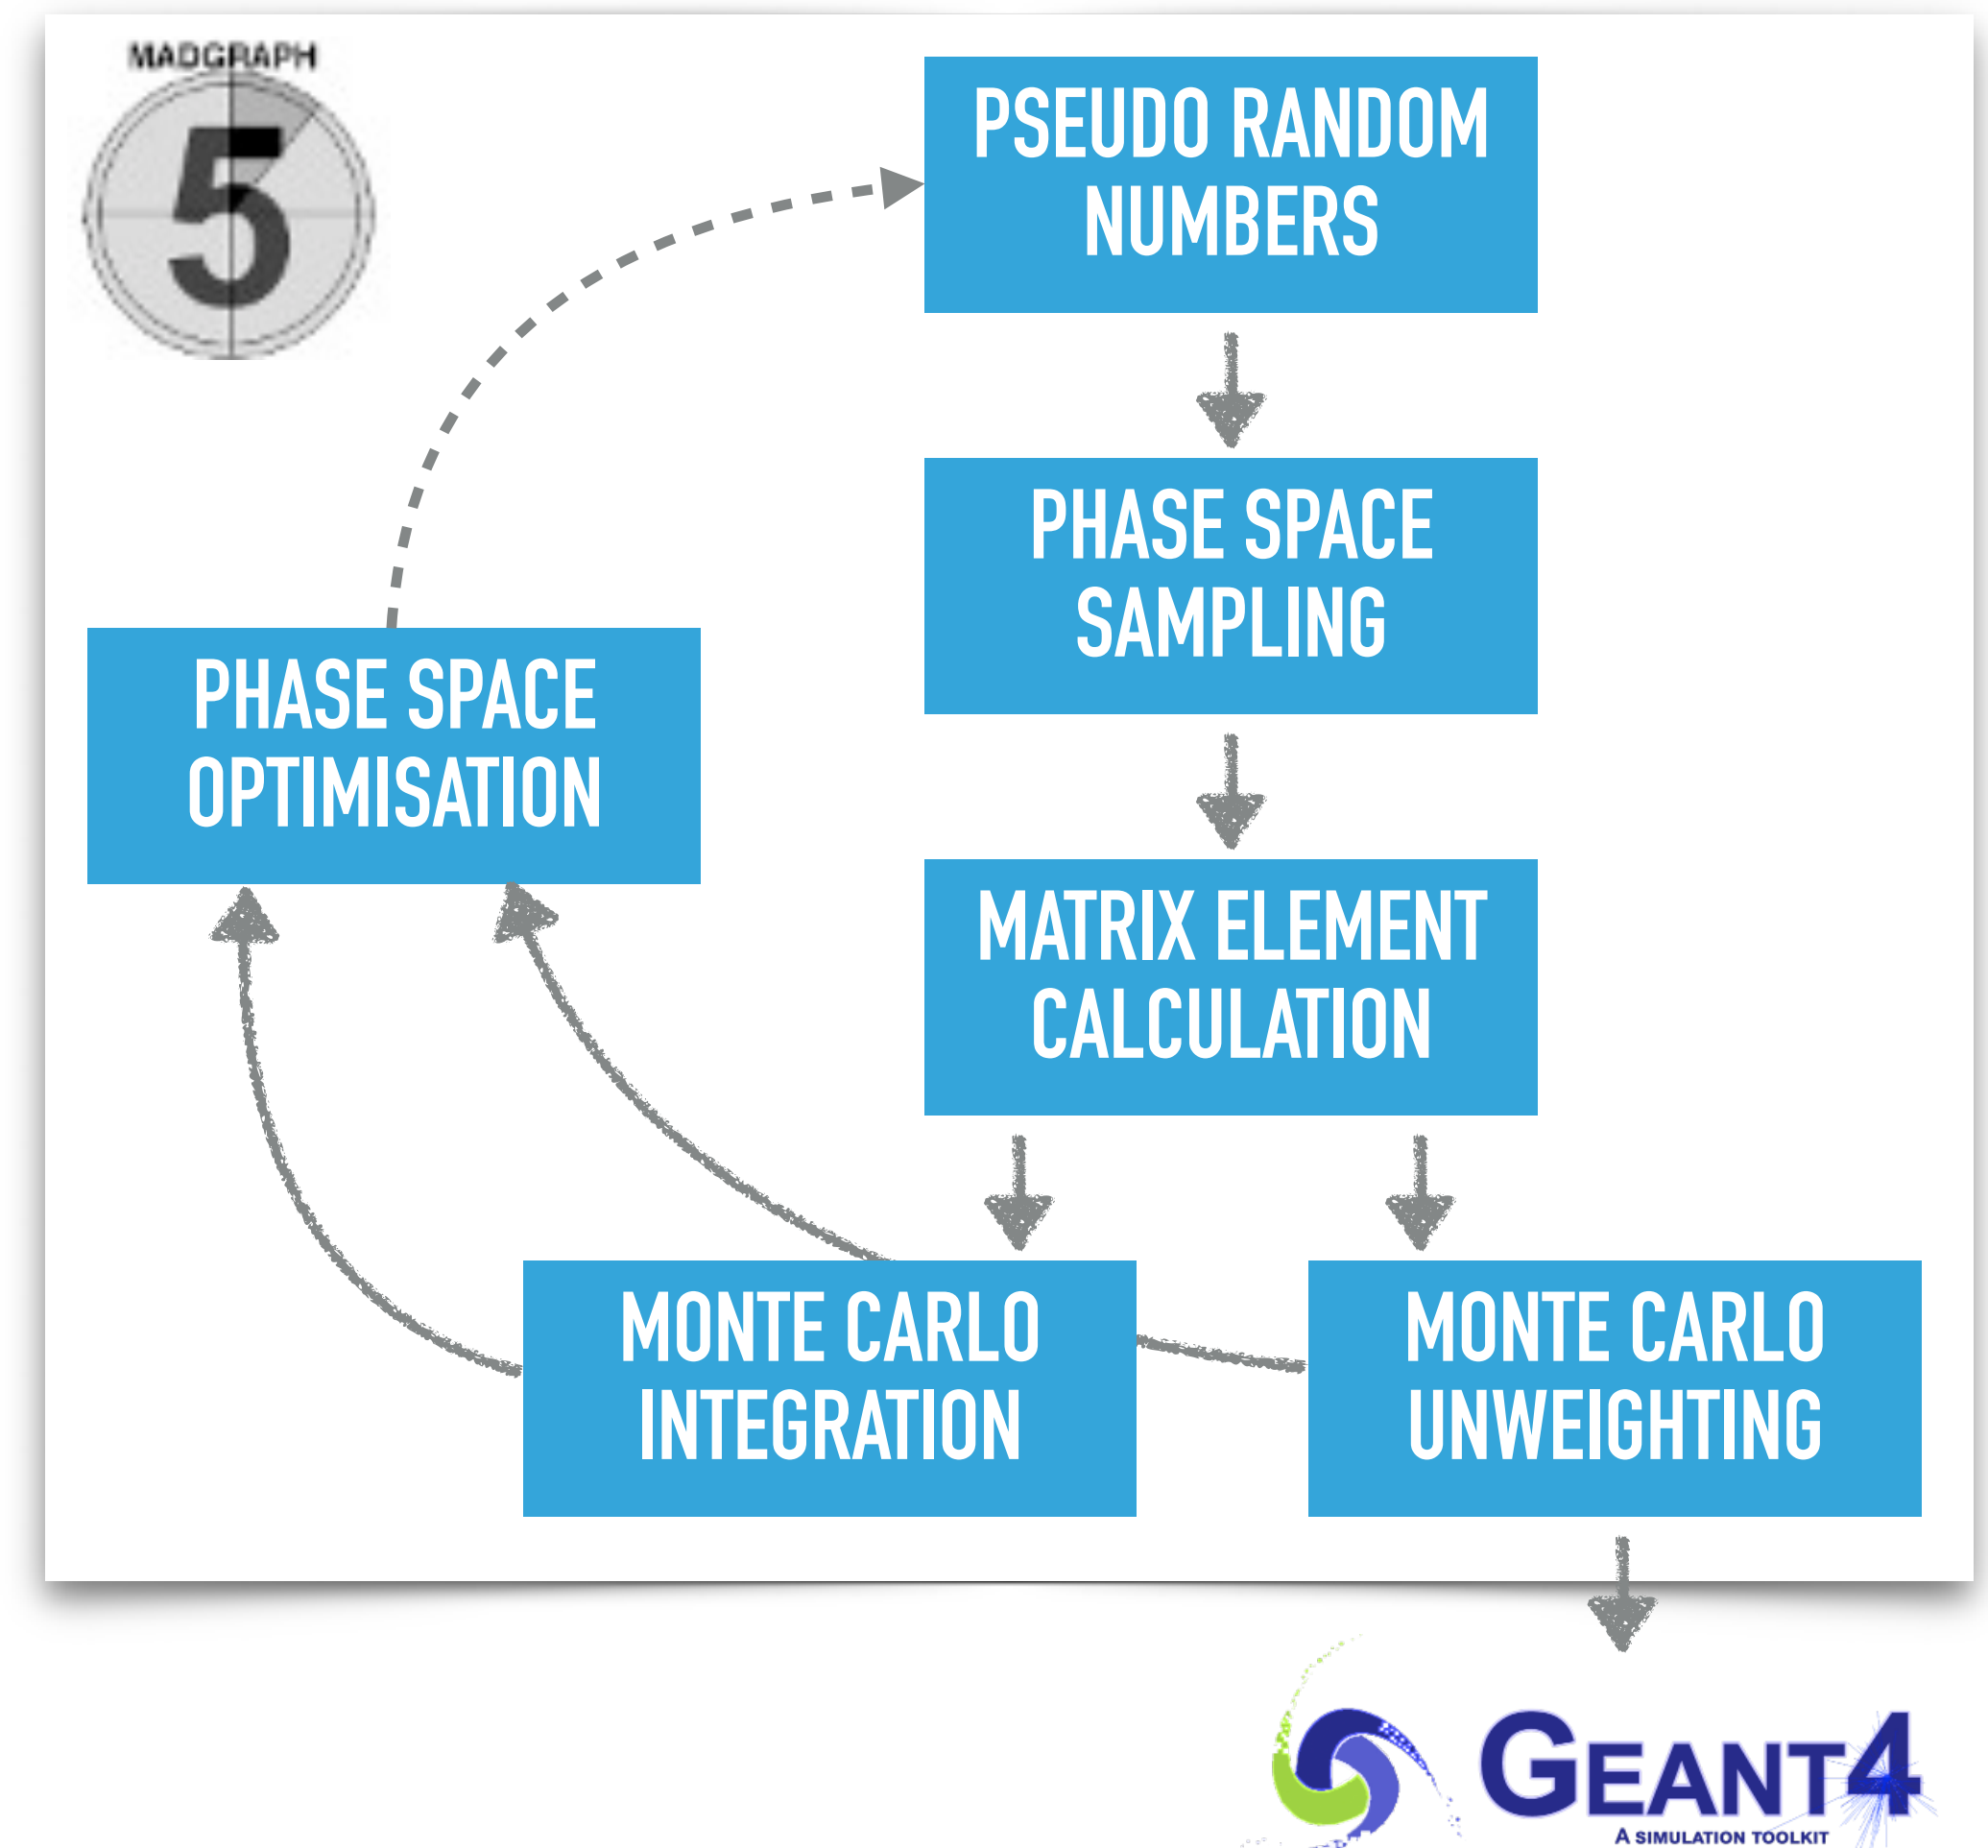 MADGRAPH
5
PSEUDO RANDOM
NUMBERS
PHASE SPACE
SAMPLING
PHASE SPACE
OPTIMISATION
MATRIX ELEMENT
CALCULATION
MONTE CARLO
INTEGRATION
MONTE CARLO
UNWEIGHTING
GEANT4
A SIMULATION TOOLKIT